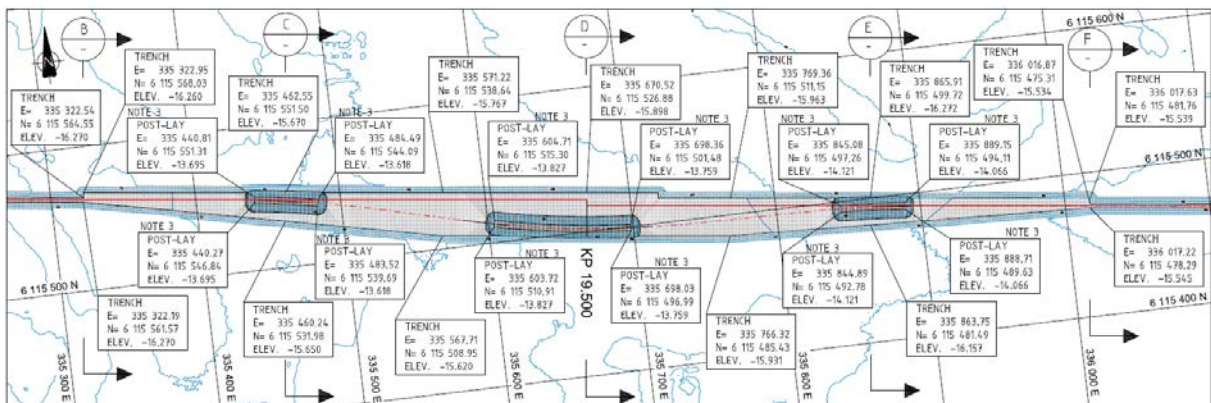 B
-
C
-
D
-
E
-
F
-
N
6 115 600 N
TRENCH
E= 335 322.54
N= 6 115 564.55
ELEV. -16.270
TRENCH
E= 335 322.95
N= 6 115 568.03
ELEV. -16.260
TRENCH
E= 335 462.55
N= 6 115 551.50
ELEV. -15.670
TRENCH
E= 335 571.22
N= 6 115 538.64
ELEV. -15.767
TRENCH
E= 335 670.52
N= 6 115 526.88
ELEV. -15.898
TRENCH
E= 335 769.36
N= 6 115 511.15
ELEV. -15.963
TRENCH
E= 335 865.91
N= 6 115 499.72
ELEV. -16.272
TRENCH
E= 336 016.87
N= 6 115 475.31
ELEV. -15.534
TRENCH
E= 336 017.63
N= 6 115 481.76
ELEV. -15.539
NOTE 3
POST-LAY
E= 335 440.81
N= 6 115 551.31
ELEV. -13.695
NOTE 3
POST-LAY
E= 335 484.49
N= 6 115 544.09
ELEV. -13.618
NOTE 3
POST-LAY
E= 335 604.71
N= 6 115 515.30
ELEV. -13.827
NOTE 3
POST-LAY
E= 335 698.36
N= 6 115 501.48
ELEV. -13.759
NOTE 3
POST-LAY
E= 335 845.08
N= 6 115 497.26
ELEV. -14.121
NOTE 3
POST-LAY
E= 335 889.15
N= 6 115 494.11
ELEV. -14.066
6 115 500 N
NOTE 3
POST-LAY
E= 335 440.27
N= 6 115 546.84
ELEV. -13.695
NOTE 3
POST-LAY
E= 335 483.52
N= 6 115 539.69
ELEV. -13.618
NOTE 3
POST-LAY
E= 335 603.72
N= 6 115 510.91
ELEV. -13.827
KP 19.500
NOTE 3
POST-LAY
E= 335 698.03
N= 6 115 496.99
ELEV. -13.759
NOTE 3
POST-LAY
E= 335 844.89
N= 6 115 492.78
ELEV. -14.121
NOTE 3
POST-LAY
E= 335 888.71
N= 6 115 489.63
ELEV. -14.066
TRENCH
E= 336 017.22
N= 6 115 478.29
ELEV. -15.545
6 115 500 N
6 115 400 N
TRENCH
E= 335 322.19
N= 6 115 561.57
ELEV. -16.270
TRENCH
E= 335 460.24
N= 6 115 531.98
ELEV. -15.650
TRENCH
E= 335 567.71
N= 6 115 508.95
ELEV. -15.620
TRENCH
E= 335 766.32
N= 6 115 485.43
ELEV. -15.931
TRENCH
E= 335 863.75
N= 6 115 481.49
ELEV. -16.157
335 300 E
335 400 E
335 500 E
335 600 E
335 700 E
335 800 E
336 000 E